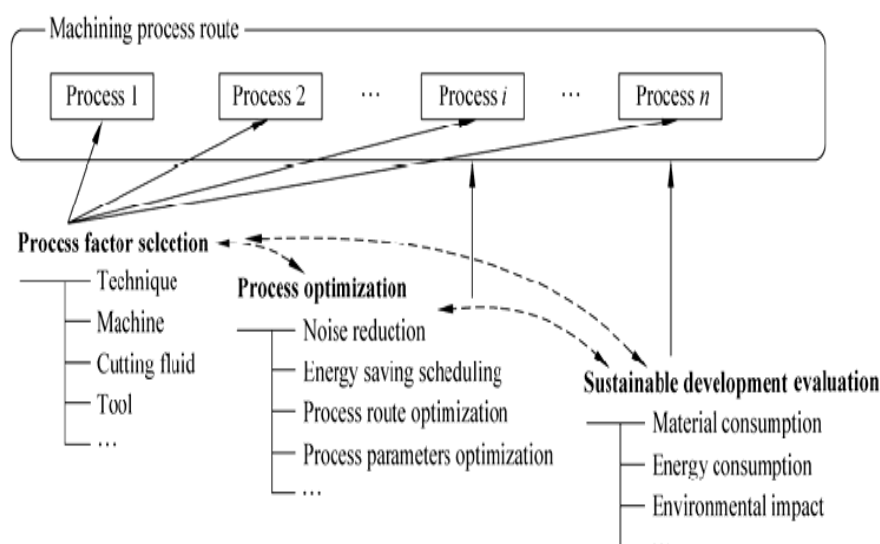 Machining process route
Process 1
Process 2
...
Process i
...
Process n
Process factor selection
Technique
Machine
Cutting fluid
Tool
...
Process optimization
Noise reduction
Energy saving scheduling
Process route optimization
Process parameters optimization
...
Sustainable development evaluation
Material consumption
Energy consumption
Environmental impact
...